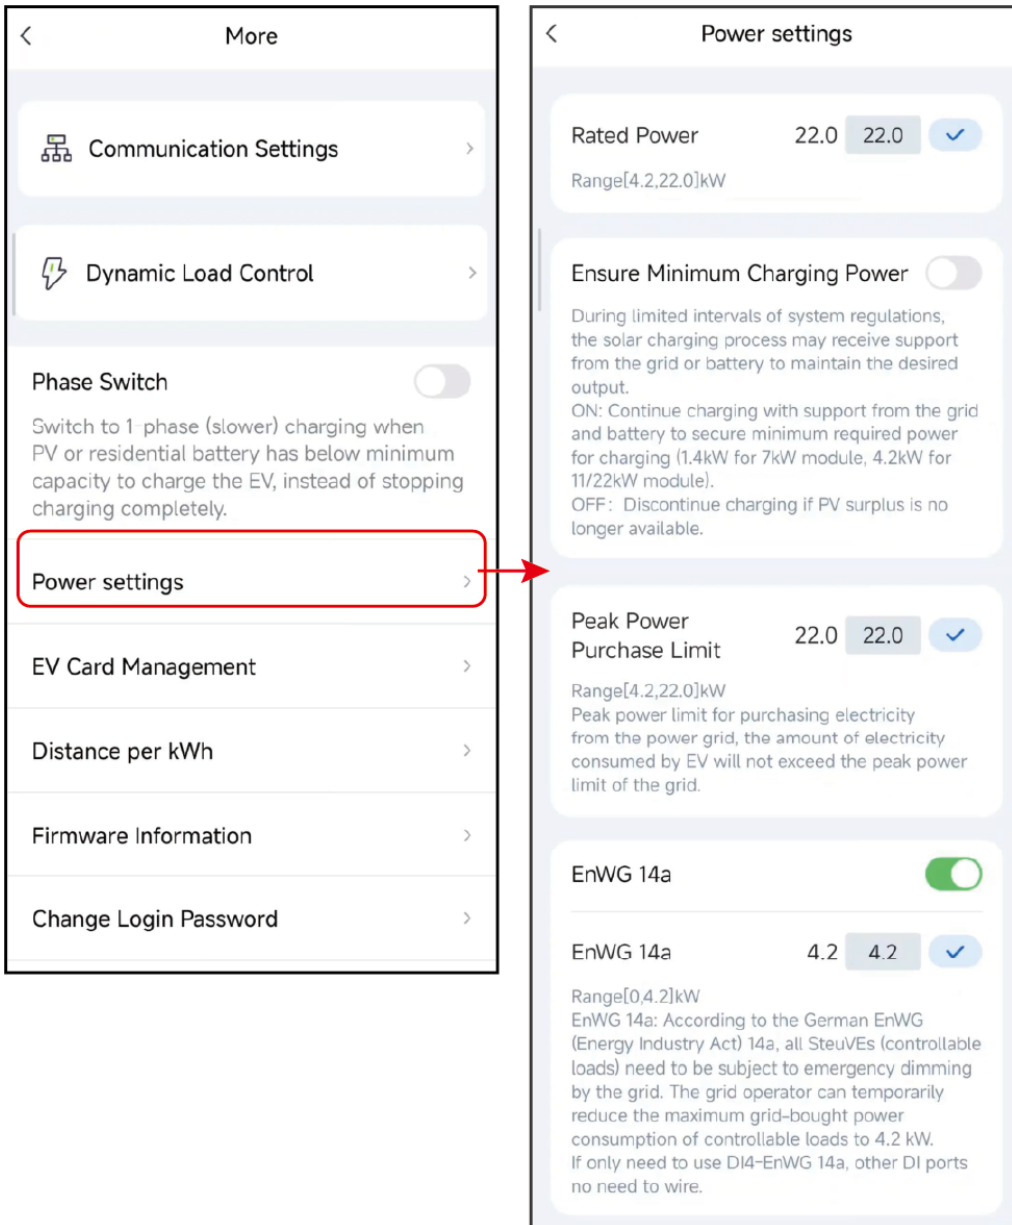 More
Communication Settings
Dynamic Load Control
Phase Switch
Switch to 1-phase (slower) charging when
PV or residential battery has below minimum
capacity to charge the EV, instead of stopping
charging completely.
Power settings
EV Card Management
Distance per kWh
Firmware Information
Change Login Password
Power settings
Rated Power 22.0 22.0
Range[4.2,22.0]kW
Ensure Minimum Charging Power
During limited intervals of system regulations,
the solar charging process may receive support
from the grid or battery to maintain the desired
output.
ON: Continue charging with support from the grid
and battery to secure minimum required power
for charging (1.4kW for 7kW module, 4.2kW for
11/22kW module).
OFF: Discontinue charging if PV surplus is no
longer available.
Peak Power
Purchase Limit 22.0 22.0
Range[4.2,22.0]kW
Peak power limit for purchasing electricity
from the power grid, the amount of electricity
consumed by EV will not exceed the peak power
limit of the grid.
EnWG 14a
EnWG 14a 4.2 4.2
Range[0,4.2]kW
EnWG 14a: According to the German EnWG
(Energy Industry Act) 14a, all SteuVEs (controllable
loads) need to be subject to emergency dimming
by the grid. The grid operator can temporarily
reduce the maximum grid-bought power
consumption of controllable loads to 4.2 kW.
If only need to use DI4-EnWG 14a, other DI ports
no need to wire.